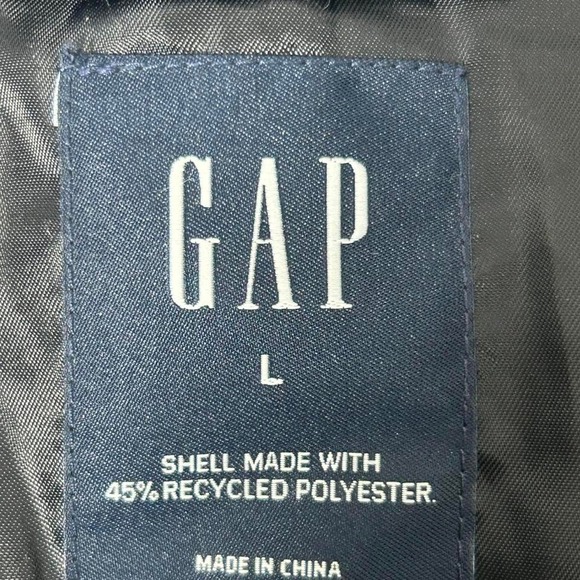 GAP
L
SHELL MADE WITH
45% RECYCLED POLYESTER.
MADE IN CHINA